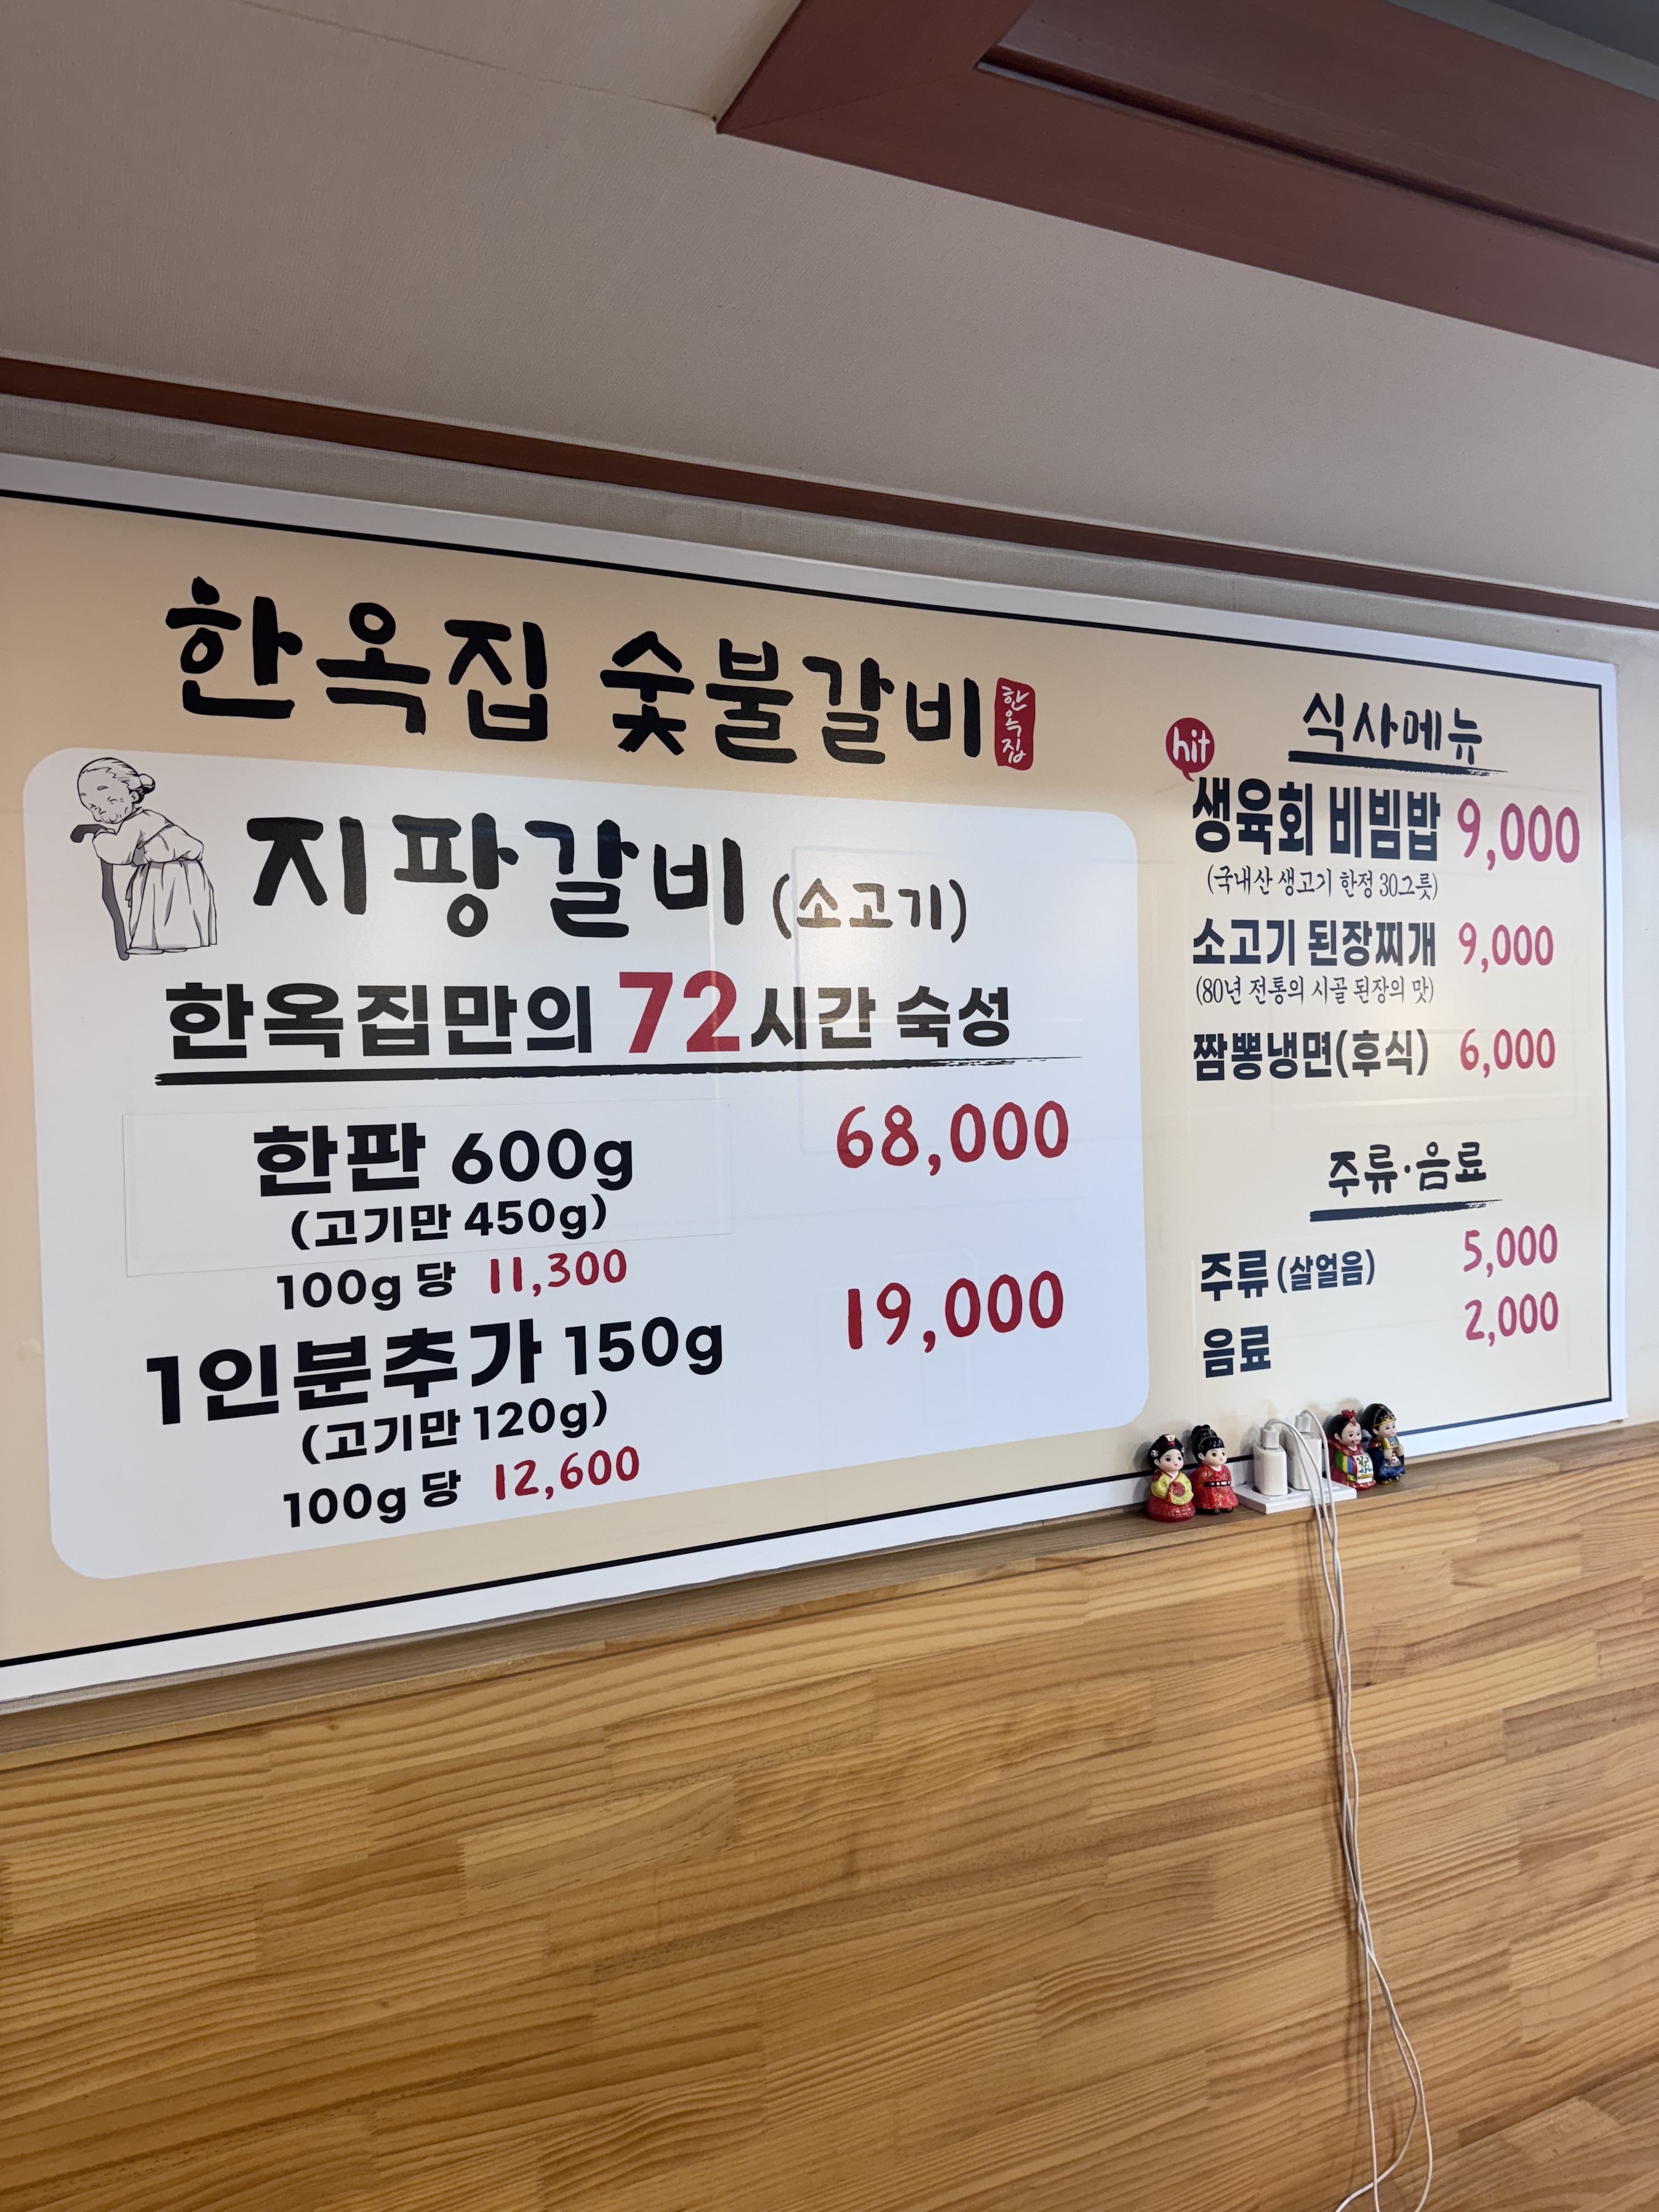 한옥집 숯불갈비
한옥집
지팡갈비 (소고기)
한옥집만의 72시간 숙성
한판 600g 68,000
(고기만 450g)
100g 당 11,300
1인분추가 150g 19,000
(고기만 120g)
100g 당 12,600
식사메뉴
hit
생육회 비빔밥 9,000
(국내산 생고기 한정 30그릇)
소고기 된장찌개 9,000
(80년 전통의 시골 된장의 맛)
짬뽕냉면(후식) 6,000
주류·음료
주류 (살얼음) 5,000
음료 2,000